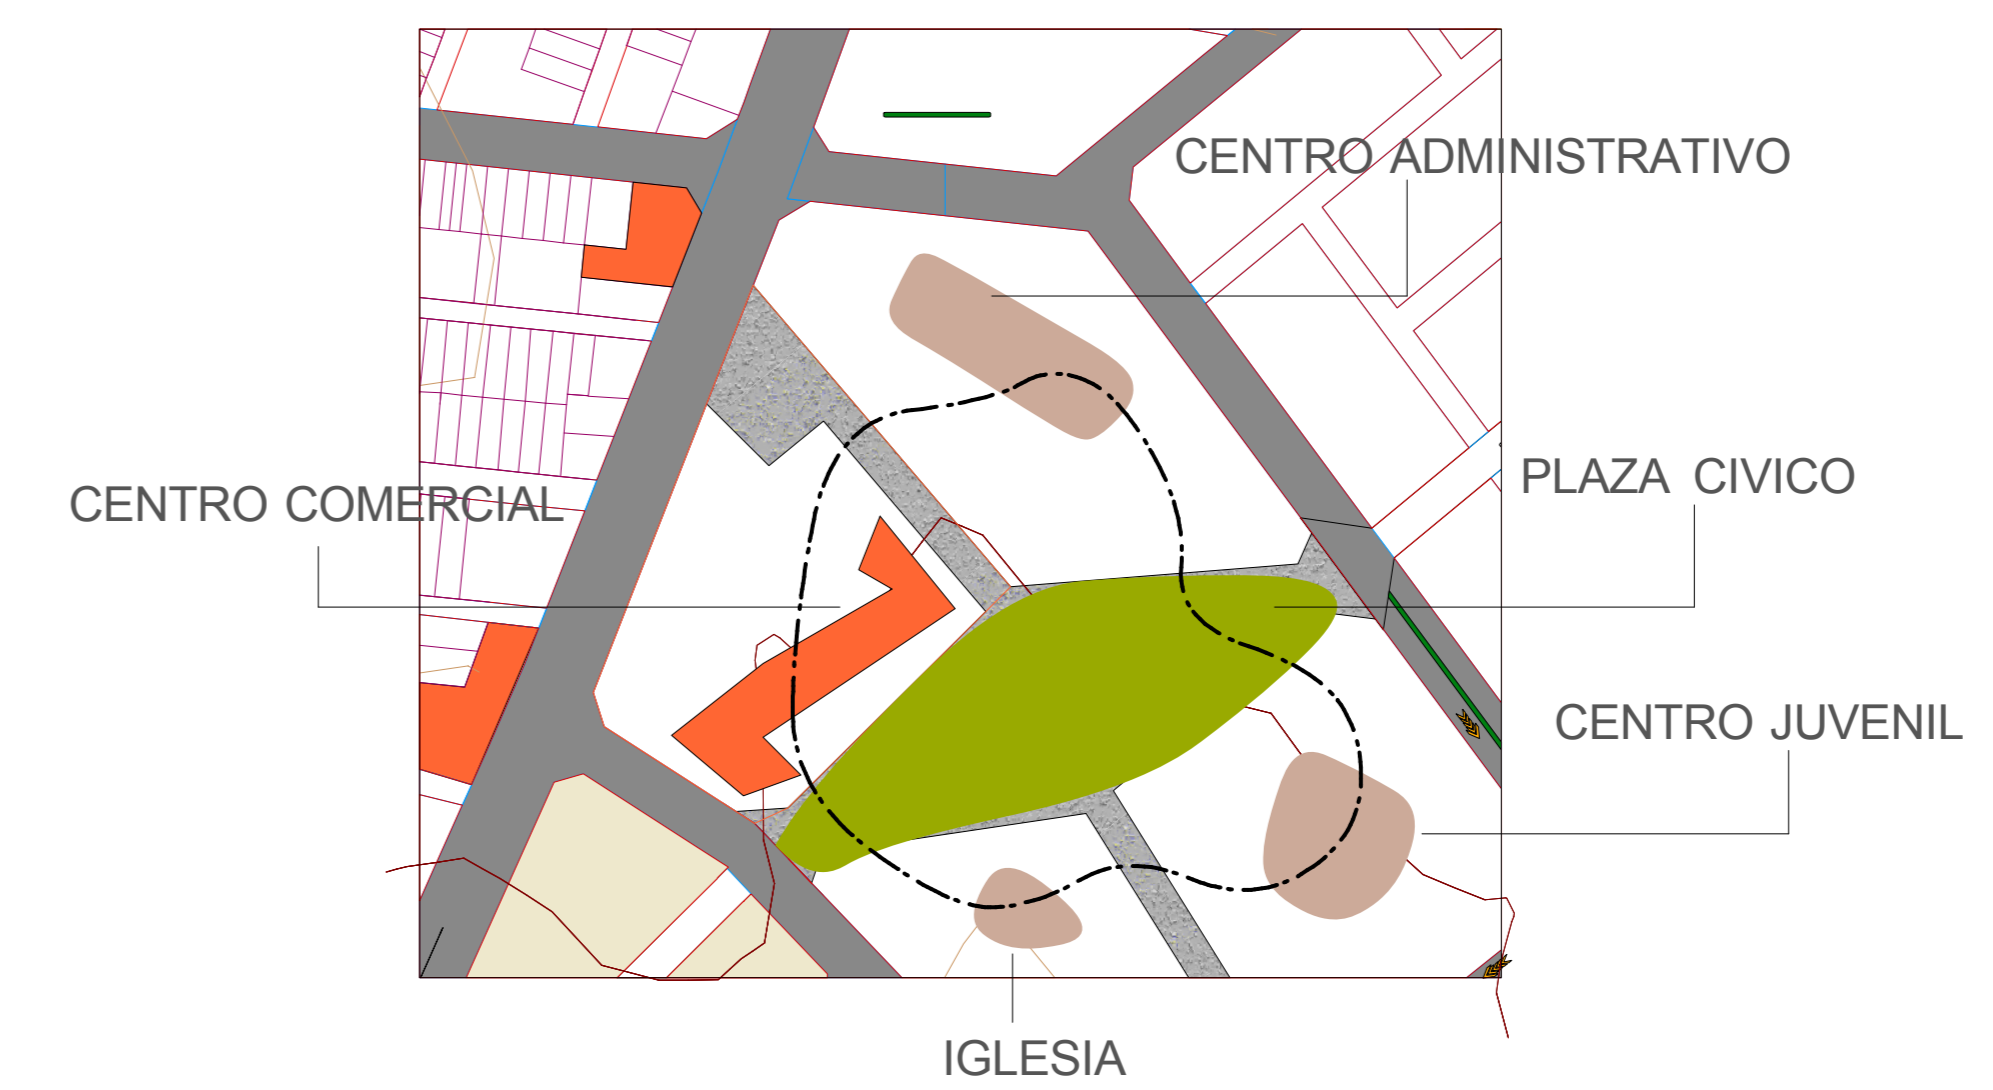 CENTRO ADMINISTRATIVO
PLAZA CIVICO
CENTRO COMERCIAL
CENTRO JUVENIL
IGLESIA